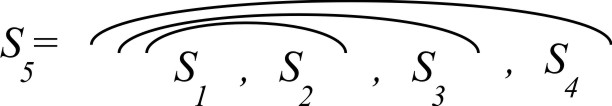 S₅= S₁ , S₂ , S₃ , S₄